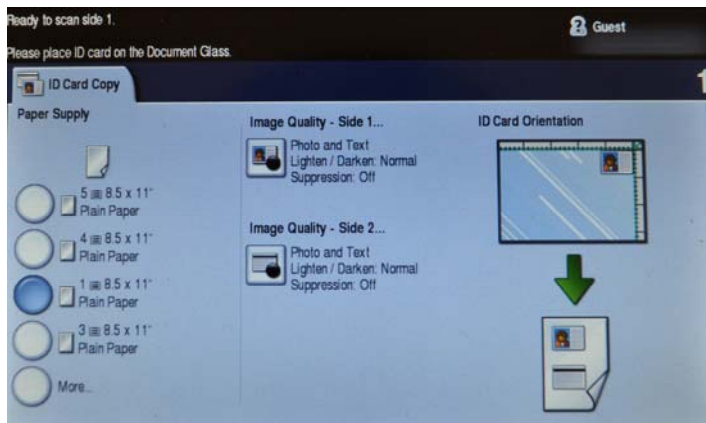 Ready to scan side 1.
Guest
Please place ID card on the Document Glass.
ID Card Copy
1
Paper Supply
5 8.5 x 11"
Plain Paper
4 8.5 x 11"
Plain Paper
1 8.5 x 11"
Plain Paper
3 8.5 x 11"
Plain Paper
More...
Image Quality - Side 1...
Photo and Text
Lighten / Darken: Normal
Suppression: Off
Image Quality - Side 2...
Photo and Text
Lighten / Darken: Normal
Suppression: Off
ID Card Orientation